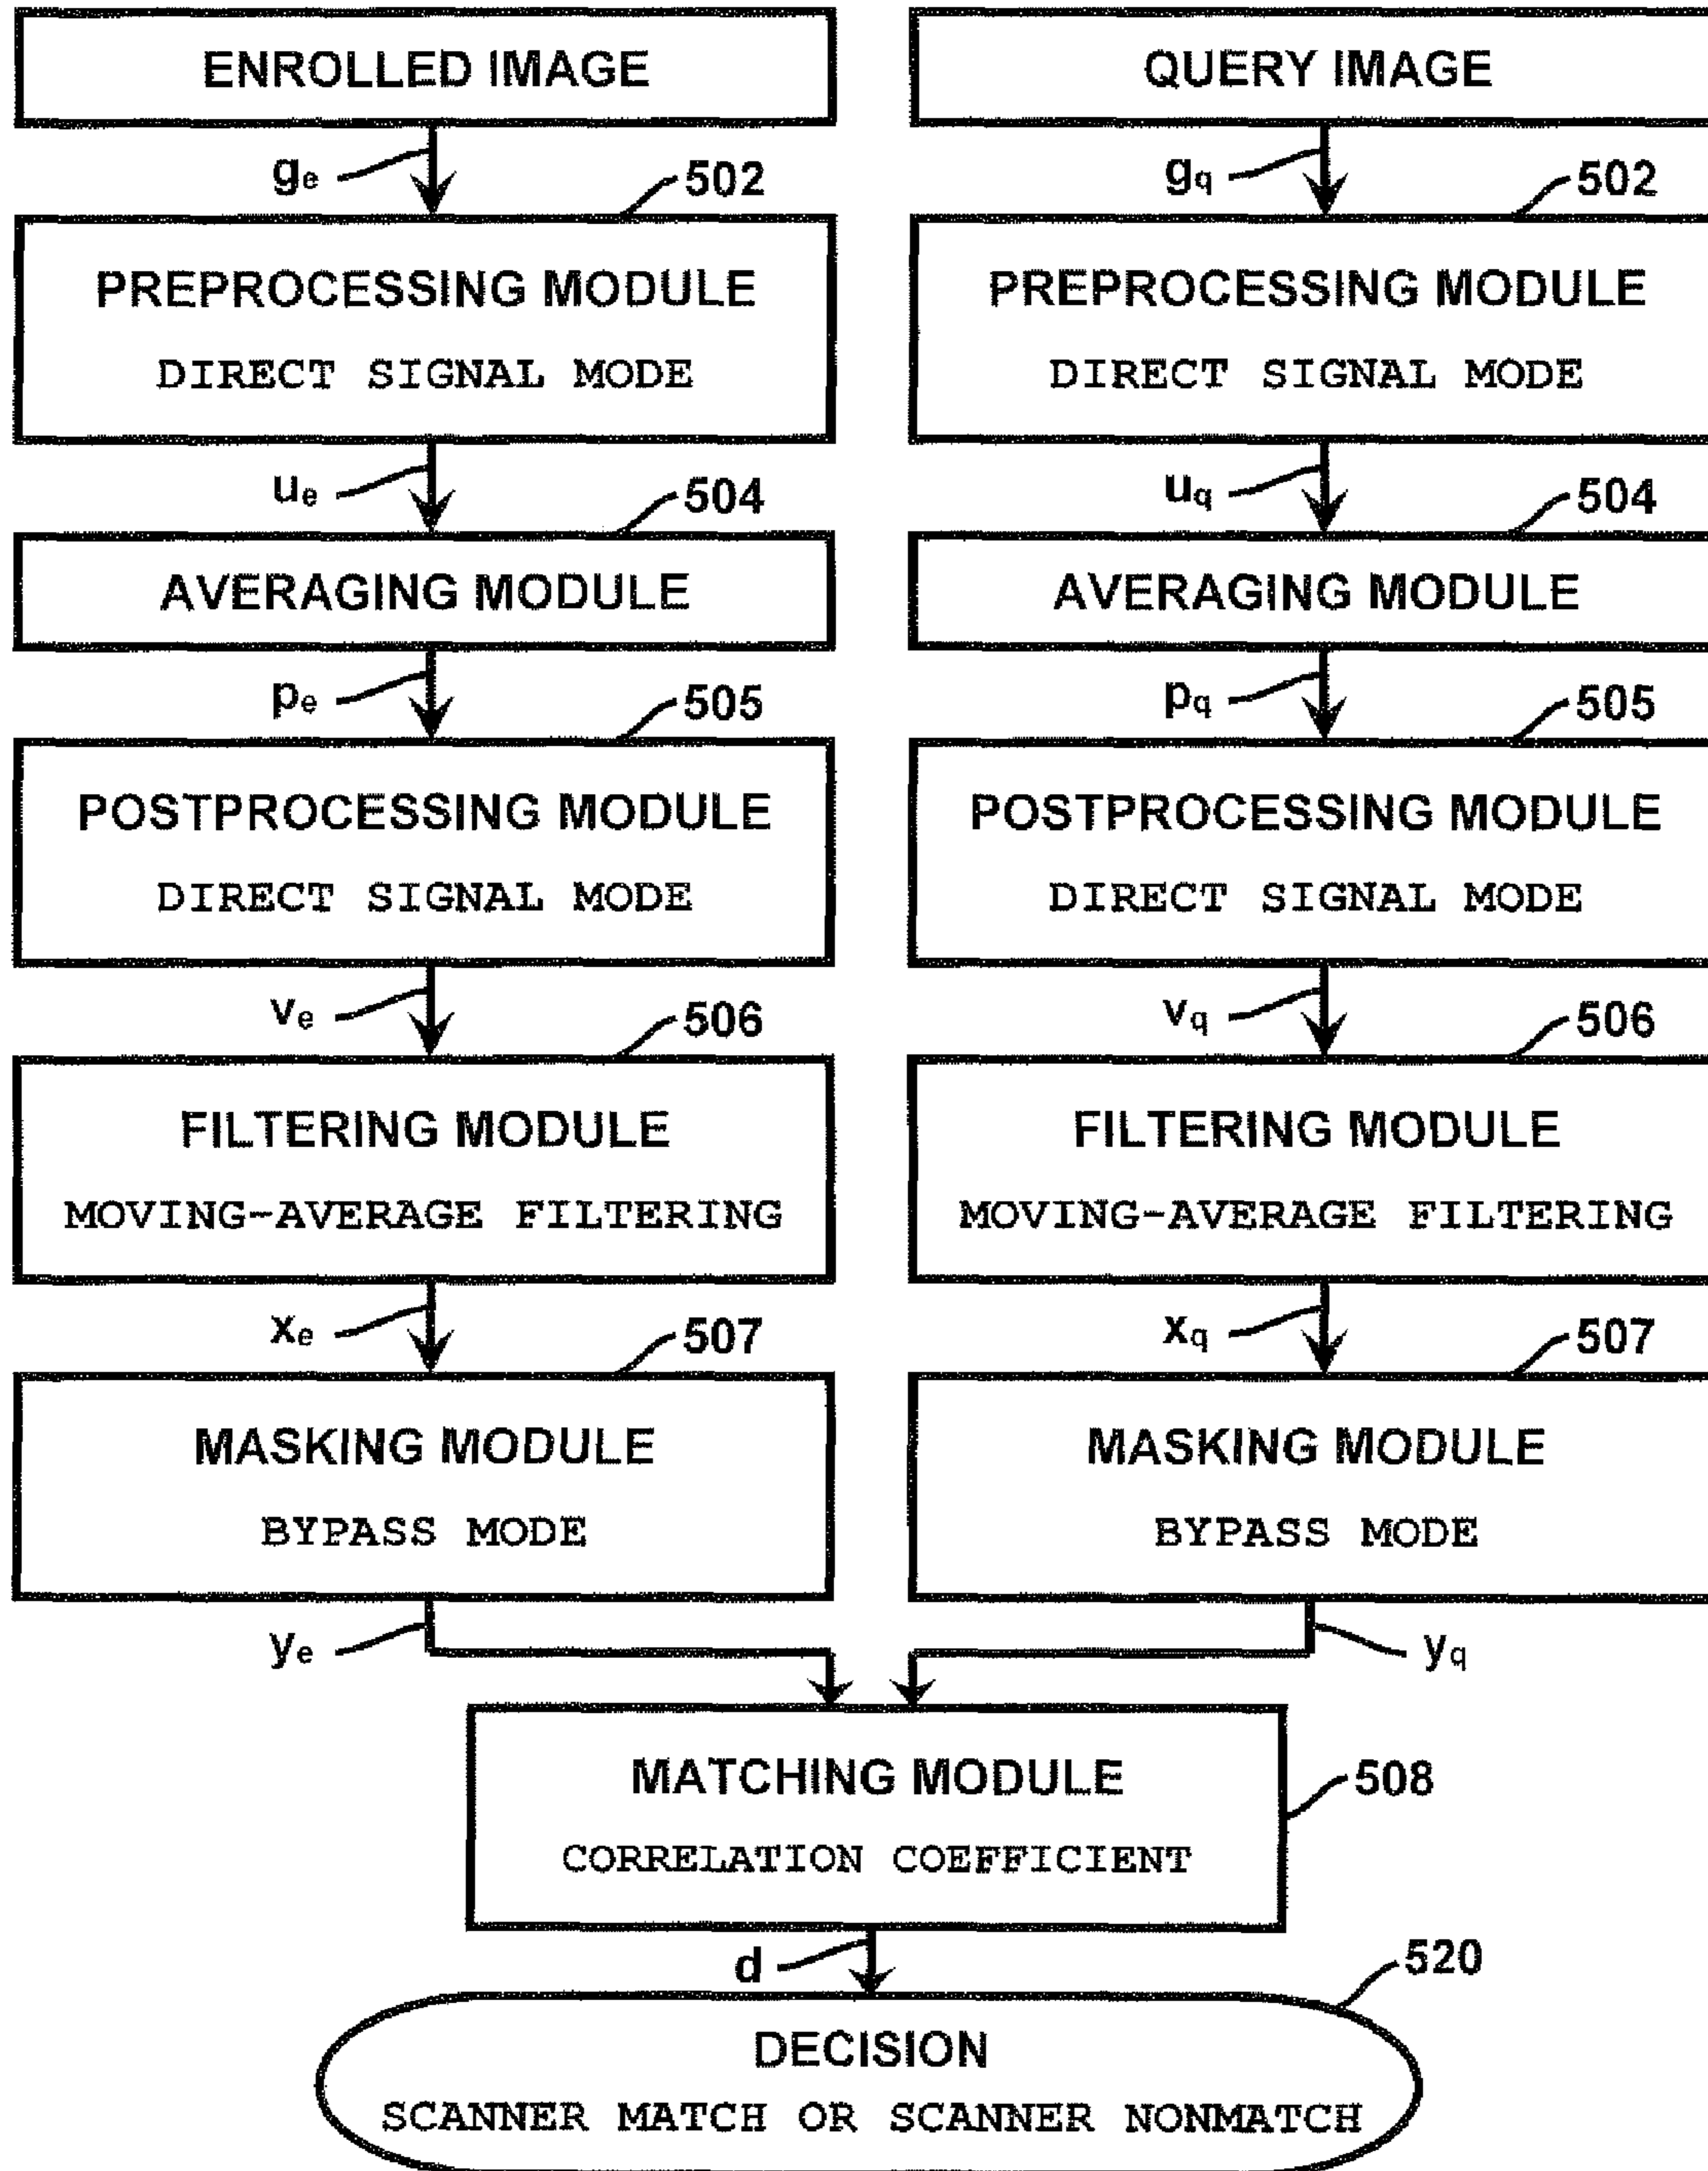 ENROLLED IMAGE
QUERY IMAGE
ge
gq
502
502
PREPROCESSING MODULE
DIRECT SIGNAL MODE
PREPROCESSING MODULE
DIRECT SIGNAL MODE
ue
uq
504
504
AVERAGING MODULE
AVERAGING MODULE
pe
pq
505
505
POSTPROCESSING MODULE
DIRECT SIGNAL MODE
POSTPROCESSING MODULE
DIRECT SIGNAL MODE
ve
vq
506
506
FILTERING MODULE
MOVING-AVERAGE FILTERING
FILTERING MODULE
MOVING-AVERAGE FILTERING
xe
xq
507
507
MASKING MODULE
BYPASS MODE
MASKING MODULE
BYPASS MODE
ye
yq
MATCHING MODULE
CORRELATION COEFFICIENT
508
d
520
DECISION
SCANNER MATCH OR SCANNER NONMATCH